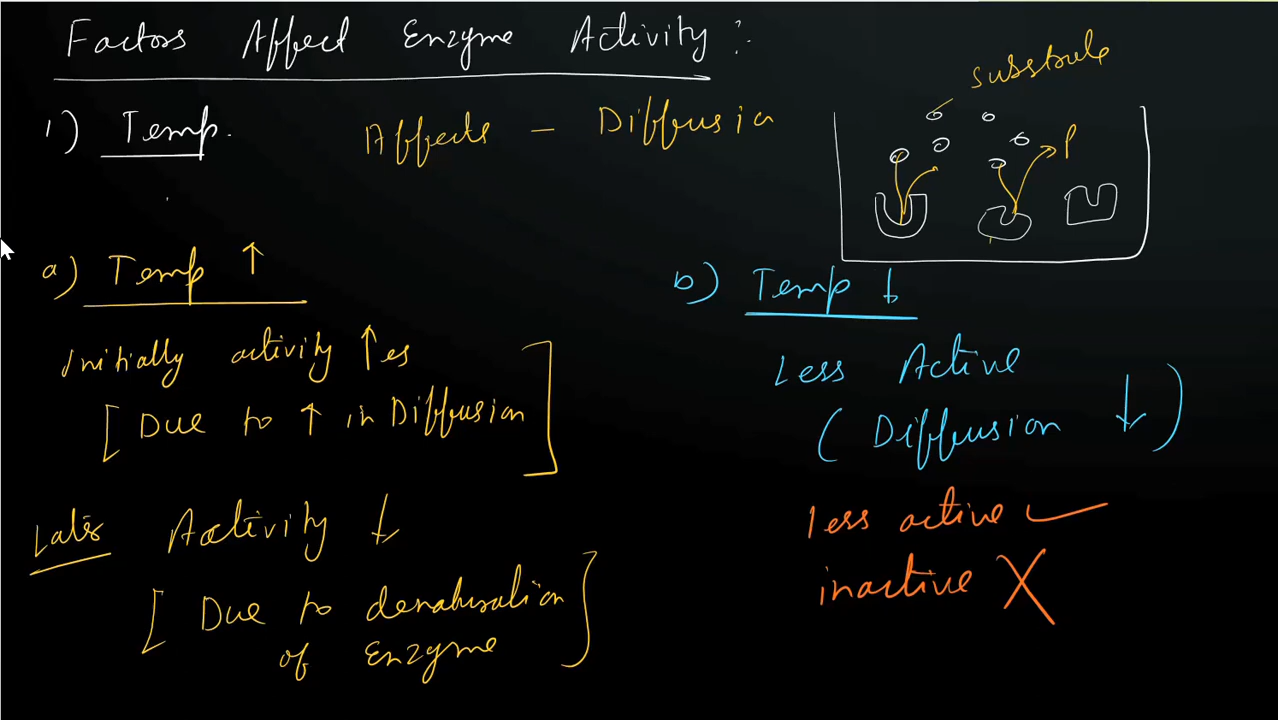 Factors Affect Enzyme Activity :
1) Temp. Affects - Diffusion
Substrate
P
a) Temp ↑
Initially activity ↑es
[Due to ↑ in Diffusion]
Later Activity ↓
[Due to denaturation
of Enzyme]
b) Temp ↓
Less Active
(Diffusion ↓)
less active ✓
inactive X